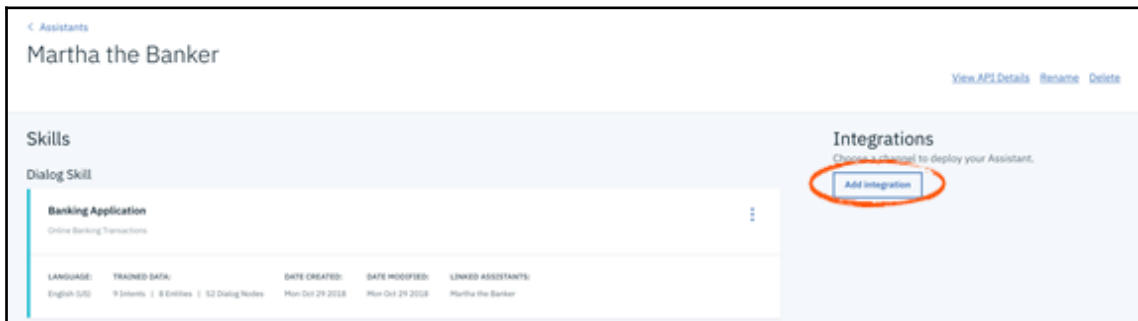 < Assistants
Martha the Banker
View API Details Rename Delete
Skills
Integrations
Choose a channel to deploy your Assistant.
Dialog Skill
Add integration
Banking Application
Online Banking Transactions
LANGUAGE: TRAINED DATA: DATE CREATED: DATE MODIFIED: LINKED ASSISTANTS:
English (US) 9 Intents | 8 Entities | 52 Dialog Nodes Mon Oct 29 2018 Mon Oct 29 2018 Martha the Banker